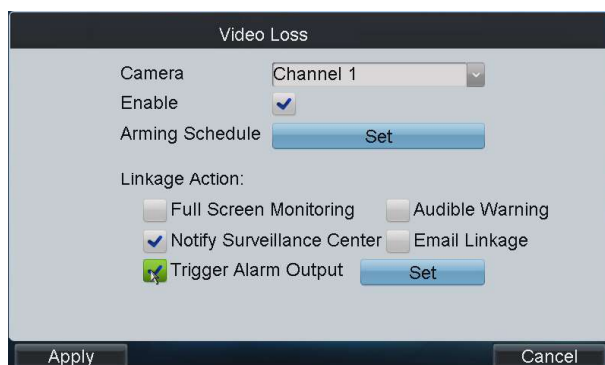 Video Loss
Camera Channel 1
Enable
Arming Schedule Set
Linkage Action:
Full Screen Monitoring Audible Warning
Notify Surveillance Center Email Linkage
Trigger Alarm Output Set
Apply Cancel